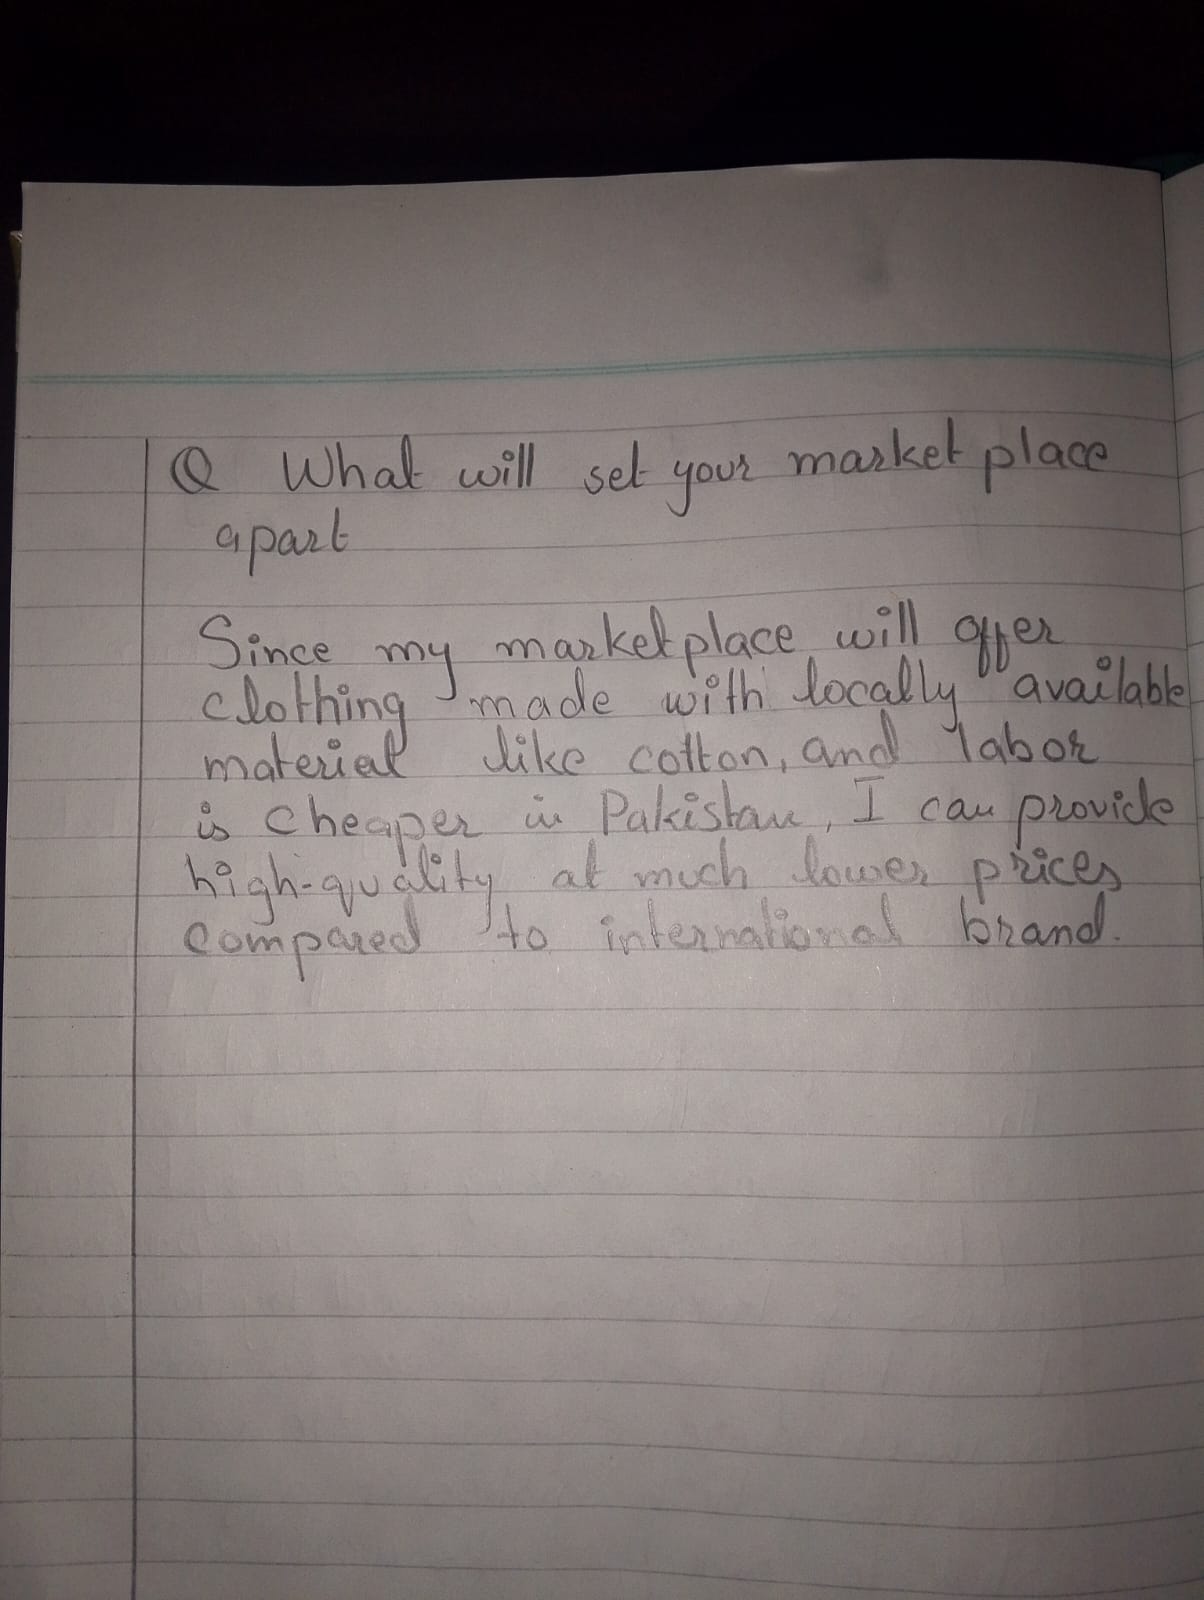 Q What will set your market place
apart
Since my marketplace will offer
clothing made with locally available
material like cotton, and labor
is cheaper in Pakistan, I can provide
high-quality at much lower prices
compared to international brand.